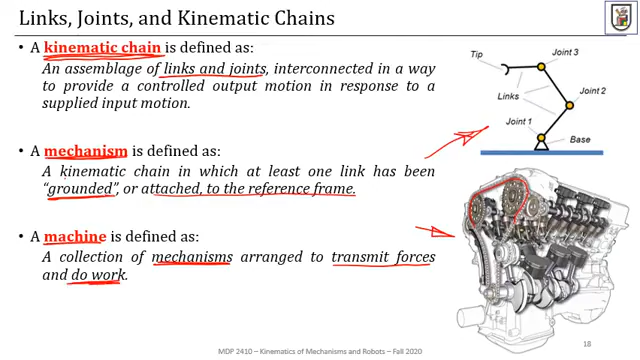 Links, Joints, and Kinematic Chains
• A kinematic chain is defined as:
An assemblage of links and joints, interconnected in a way
to provide a controlled output motion in response to a
supplied input motion.
• A mechanism is defined as:
A kinematic chain in which at least one link has been
“grounded”, or attached, to the reference frame.
• A machine is defined as:
A collection of mechanisms arranged to transmit forces
and do work.
Tip
Joint 3
Links
Joint 2
Joint 1
Base
MDP 2410 – Kinematics of Mechanisms and Robots – Fall 2020
18